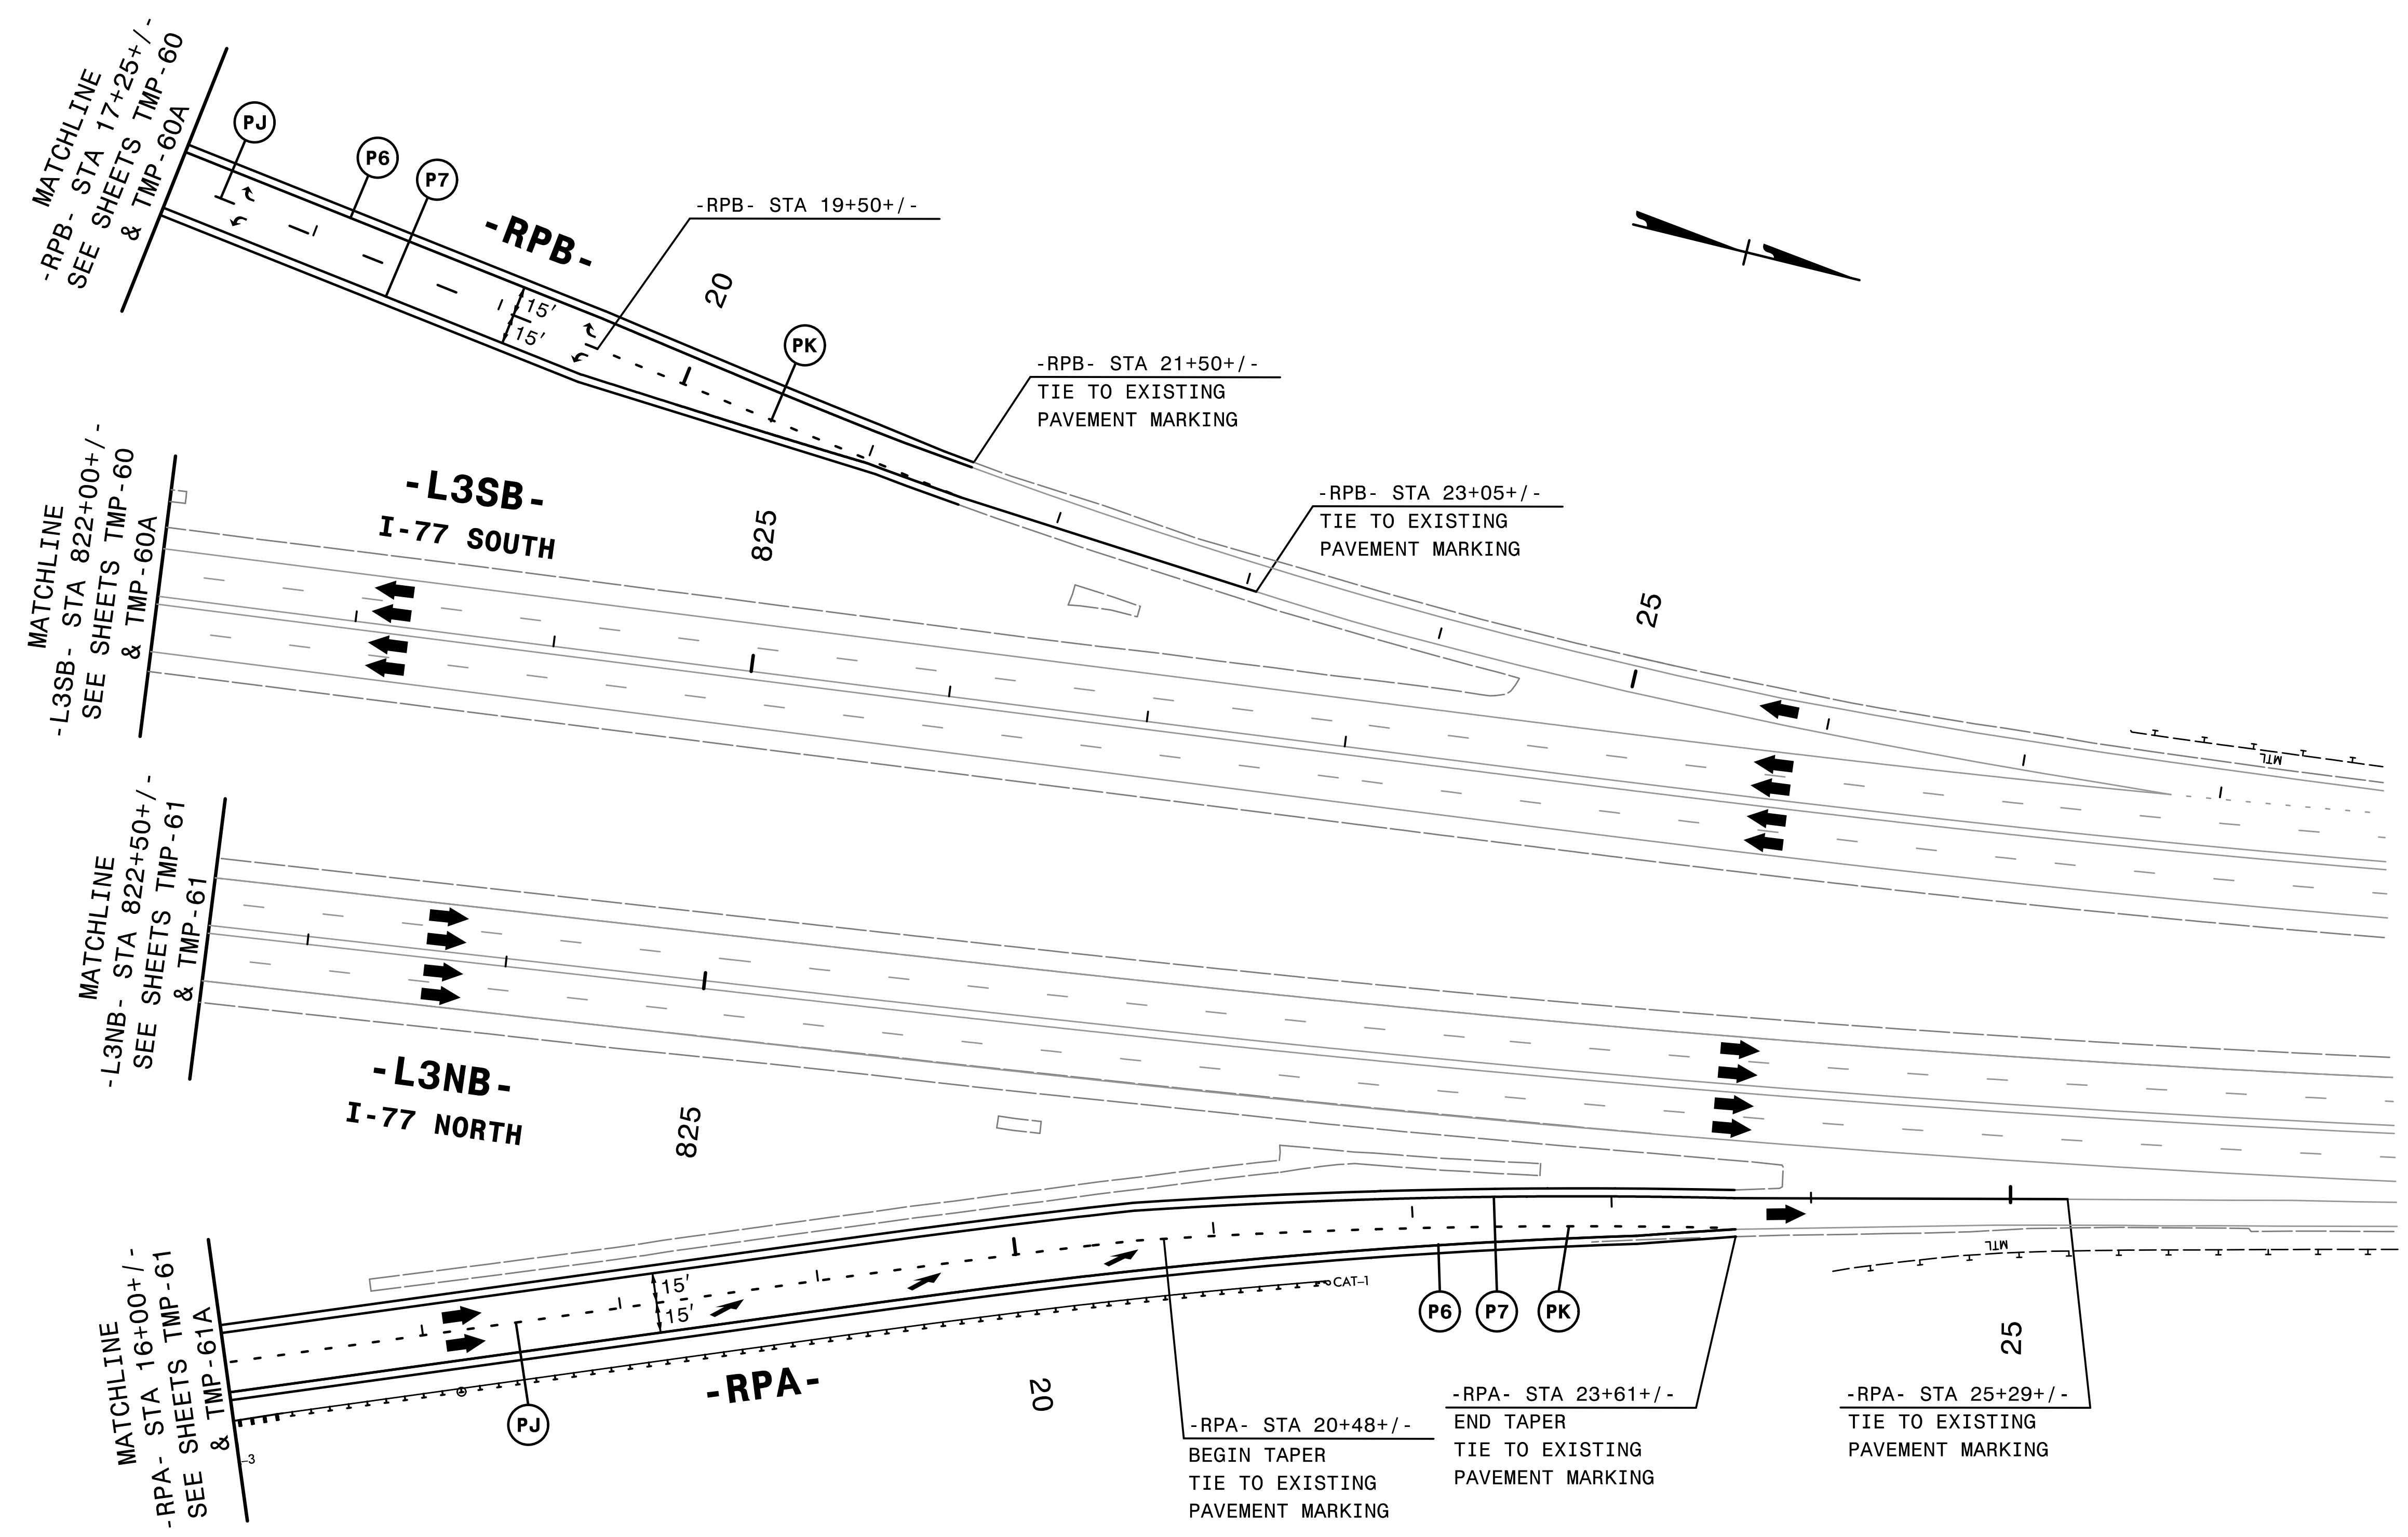 MATCHLINE
-RPB- STA 17+25+/-
SEE SHEETS TMP-60
& TMP-60A
PJ
P6
P7
-RPB-
-RPB- STA 19+50+/-
20
15'
15'
PK
-RPB- STA 21+50+/-
TIE TO EXISTING
PAVEMENT MARKING
-RPB- STA 23+05+/-
TIE TO EXISTING
PAVEMENT MARKING
25
MTL
MATCHLINE
-L3SB- STA 822+00+/-
SEE SHEETS TMP-60
& TMP-60A
-L3SB-
I-77 SOUTH
825
MATCHLINE
-L3NB- STA 822+50+/-
SEE SHEETS TMP-61
& TMP-61
-L3NB-
I-77 NORTH
825
MATCHLINE
-RPA- STA 16+00+/-
SEE SHEETS TMP-61
& TMP-61A
-3
15'
15'
PJ
-RPA-
20
CAT-1
P6
P7
PK
MTL
25
-RPA- STA 20+48+/-
BEGIN TAPER
TIE TO EXISTING
PAVEMENT MARKING
-RPA- STA 23+61+/-
END TAPER
TIE TO EXISTING
PAVEMENT MARKING
-RPA- STA 25+29+/-
TIE TO EXISTING
PAVEMENT MARKING